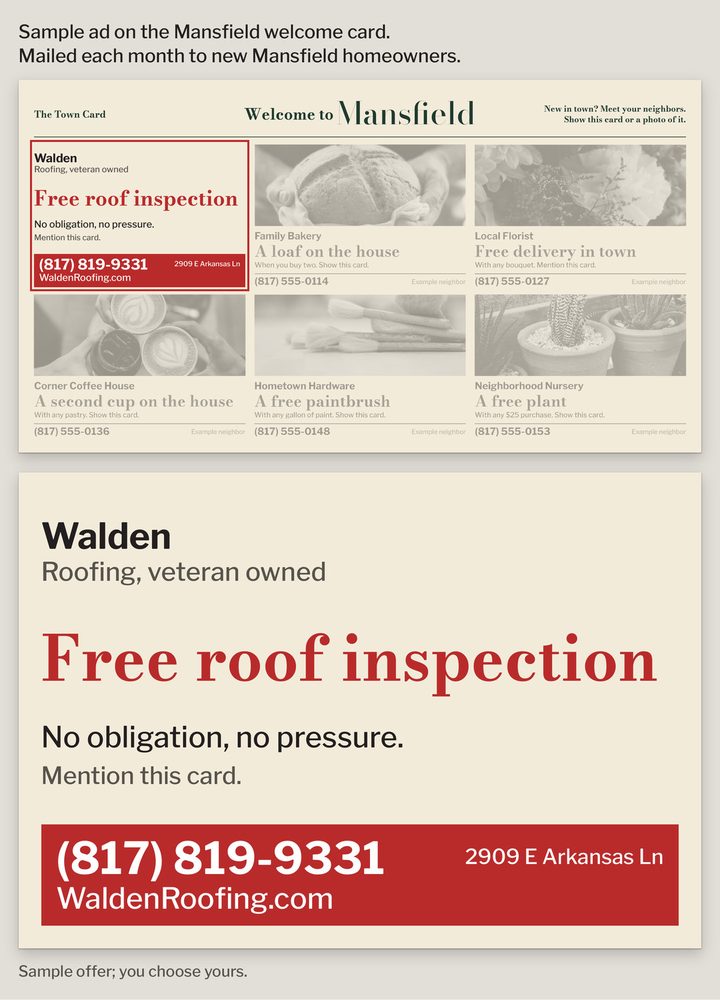 Sample ad on the Mansfield welcome card.
Mailed each month to new Mansfield homeowners.
The Town Card
Welcome to Mansfield
New in town? Meet your neighbors.
Show this card or a photo of it.
Walden
Roofing, veteran owned
Free roof inspection
No obligation, no pressure.
Mention this card.
(817) 819-9331
2909 E Arkansas Ln
WaldenRoofing.com
Family Bakery
A loaf on the house
When you buy two. Show this card.
(817) 555-0114
Example neighbor
Local Florist
Free delivery in town
With any bouquet. Mention this card.
(817) 555-0127
Example neighbor
Corner Coffee House
A second cup on the house
With any pastry. Show this card.
(817) 555-0136
Example neighbor
Hometown Hardware
A free paintbrush
With any gallon of paint. Show this card.
(817) 555-0148
Example neighbor
Neighborhood Nursery
A free plant
With any $25 purchase. Show this card.
(817) 555-0153
Example neighbor
Walden
Roofing, veteran owned
Free roof inspection
No obligation, no pressure.
Mention this card.
(817) 819-9331
2909 E Arkansas Ln
WaldenRoofing.com
Sample offer; you choose yours.